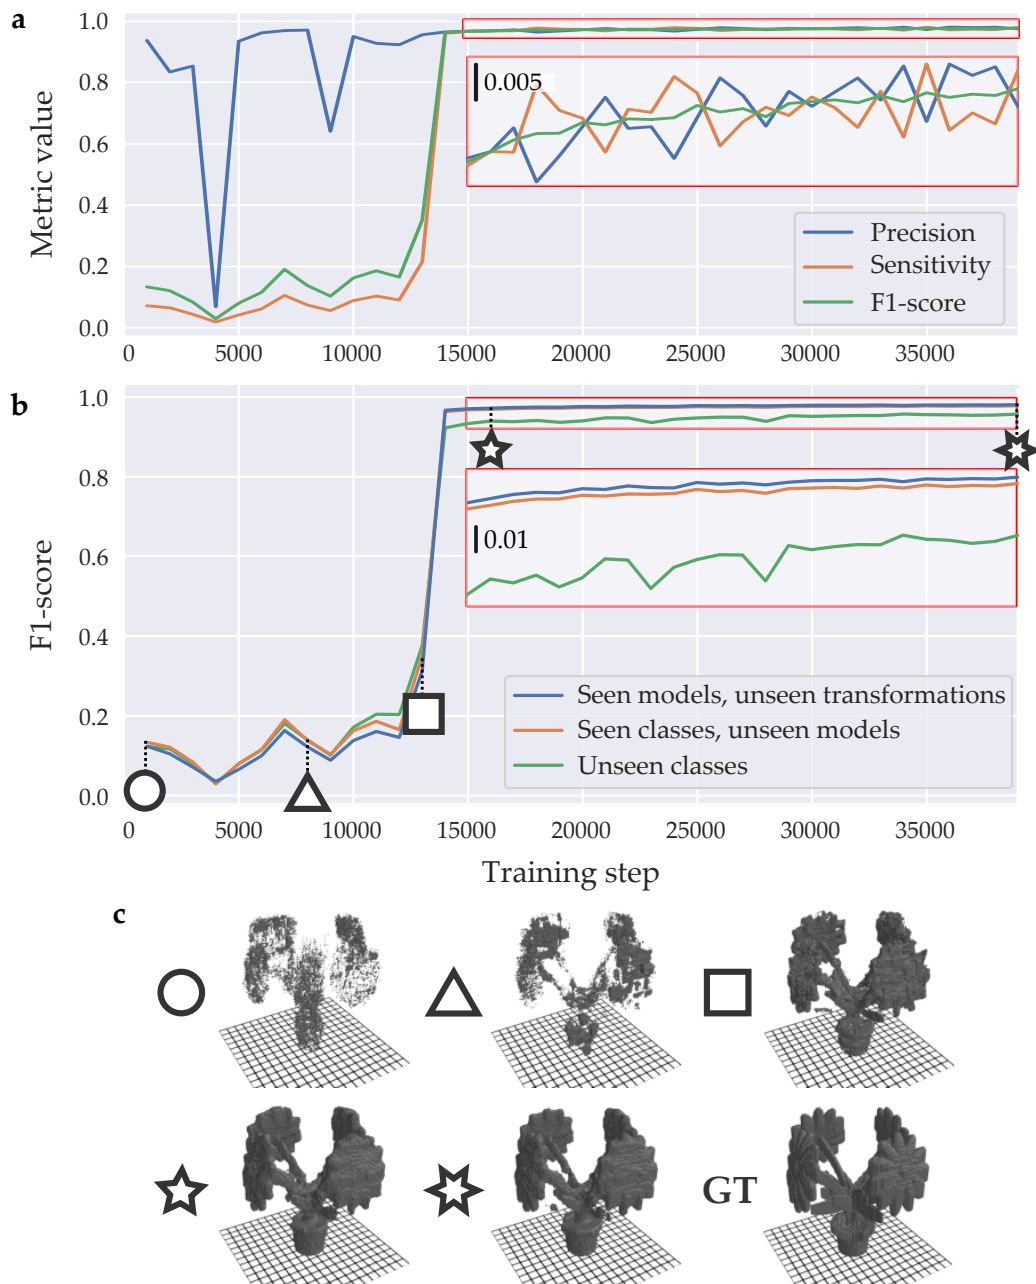 a
Metric value
1.0
0.8
0.6
0.4
0.2
0.0
0.005
Precision
Sensitivity
F1-score
0 5000 10000 15000 20000 25000 30000 35000
b
F1-score
1.0
0.8
0.6
0.4
0.2
0.0
0.01
Seen models, unseen transformations
Seen classes, unseen models
Unseen classes
0 5000 10000 15000 20000 25000 30000 35000
Training step
c
GT